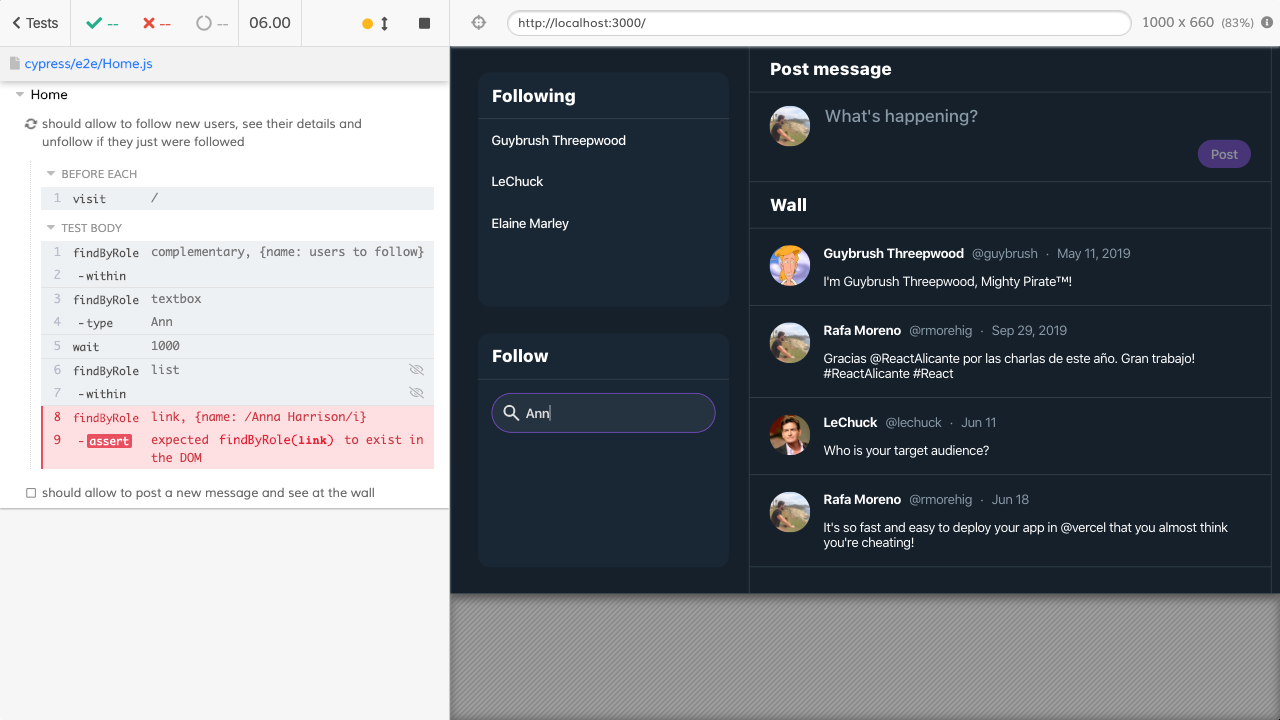 Tests
--
--
--
06.00
cypress/e2e/Home.js
Home
should allow to follow new users, see their details and
unfollow if they just were followed
BEFORE EACH
1 visit /
TEST BODY
1 findByRole complementary, {name: users to follow}
2 -within
3 findByRole textbox
4 -type Ann
5 wait 1000
6 findByRole list
7 -within
8 findByRole link, {name: /Anna Harrison/i}
9 -assert expected findByRole(link) to exist in
the DOM
should allow to post a new message and see at the wall
http://localhost:3000/
1000 x 660 (83%)
Following
Guybrush Threepwood
LeChuck
Elaine Marley
Follow
Ann
Post message
What's happening?
Post
Wall
Guybrush Threepwood @guybrush · May 11, 2019
I'm Guybrush Threepwood, Mighty Pirate™!
Rafa Moreno @rmorehig · Sep 29, 2019
Gracias @ReactAlicante por las charlas de este año. Gran trabajo!
#ReactAlicante #React
LeChuck @lechuck · Jun 11
Who is your target audience?
Rafa Moreno @rmorehig · Jun 18
It's so fast and easy to deploy your app in @vercel that you almost think
you're cheating!